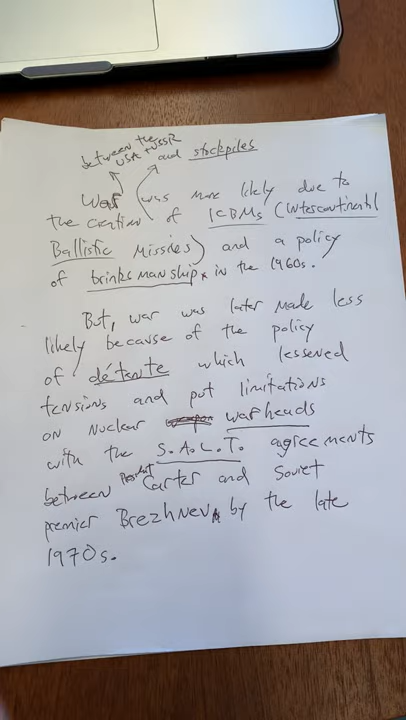 between the
USA + USSR
and stockpiles
War was more likely due to
the creation of ICBMs (Intercontinental
Ballistic Missiles) and a policy
of brinksmanship in the 1960s.
But, war was later made less
likely because of the policy
of détente which lessened
tensions and put limitations
on Nuclear weapon warheads
with the S.A.L.T. agreements
between President Carter and Soviet
premier Brezhnev, by the late
1970s.